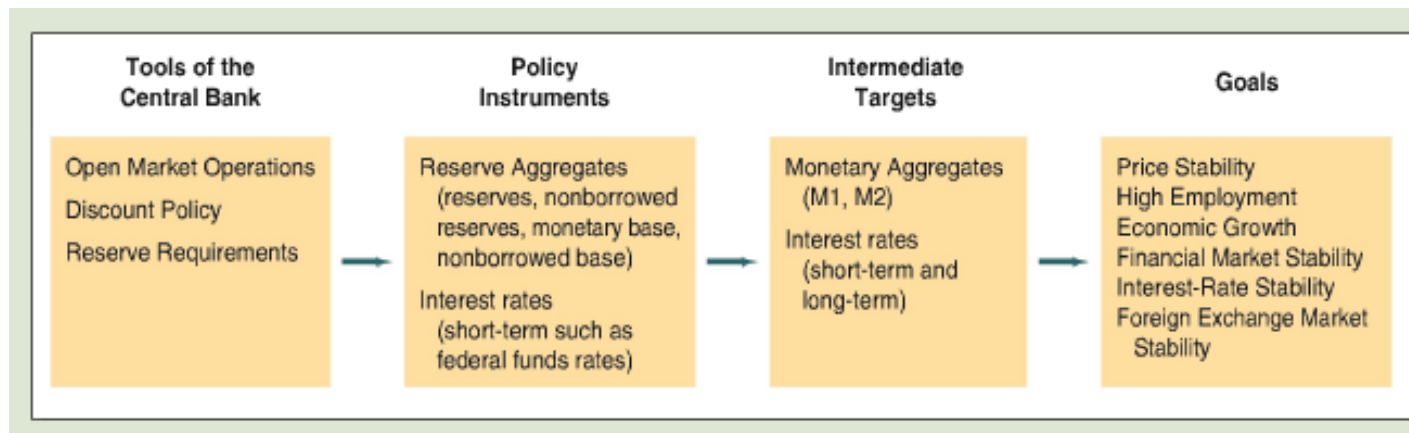 Tools of the
Central Bank
Open Market Operations
Discount Policy
Reserve Requirements
Policy
Instruments
Reserve Aggregates
(reserves, nonborrowed
reserves, monetary base,
nonborrowed base)
Interest rates
(short-term such as
federal funds rates)
Intermediate
Targets
Monetary Aggregates
(M1, M2)
Interest rates
(short-term and
long-term)
Goals
Price Stability
High Employment
Economic Growth
Financial Market Stability
Interest-Rate Stability
Foreign Exchange Market
Stability